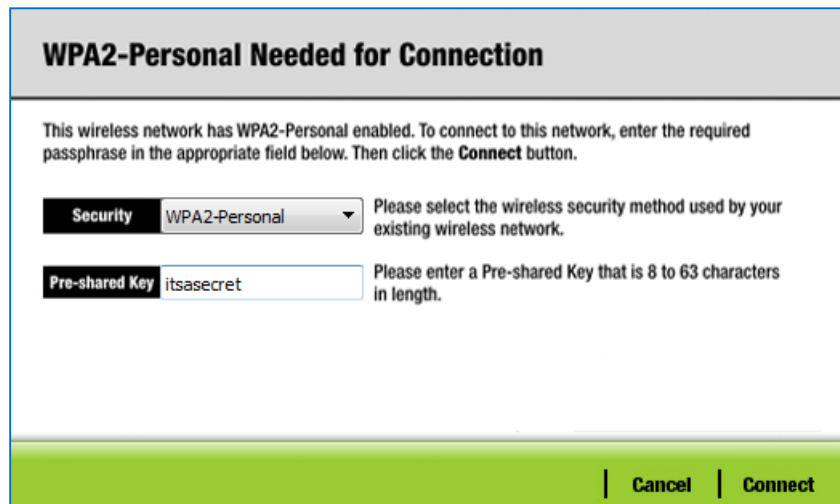 WPA2-Personal Needed for Connection
This wireless network has WPA2-Personal enabled. To connect to this network, enter the required
passphrase in the appropriate field below. Then click the Connect button.
Security WPA2-Personal Please select the wireless security method used by your
existing wireless network.
Pre-shared Key itsasecret Please enter a Pre-shared Key that is 8 to 63 characters
in length.
Cancel Connect